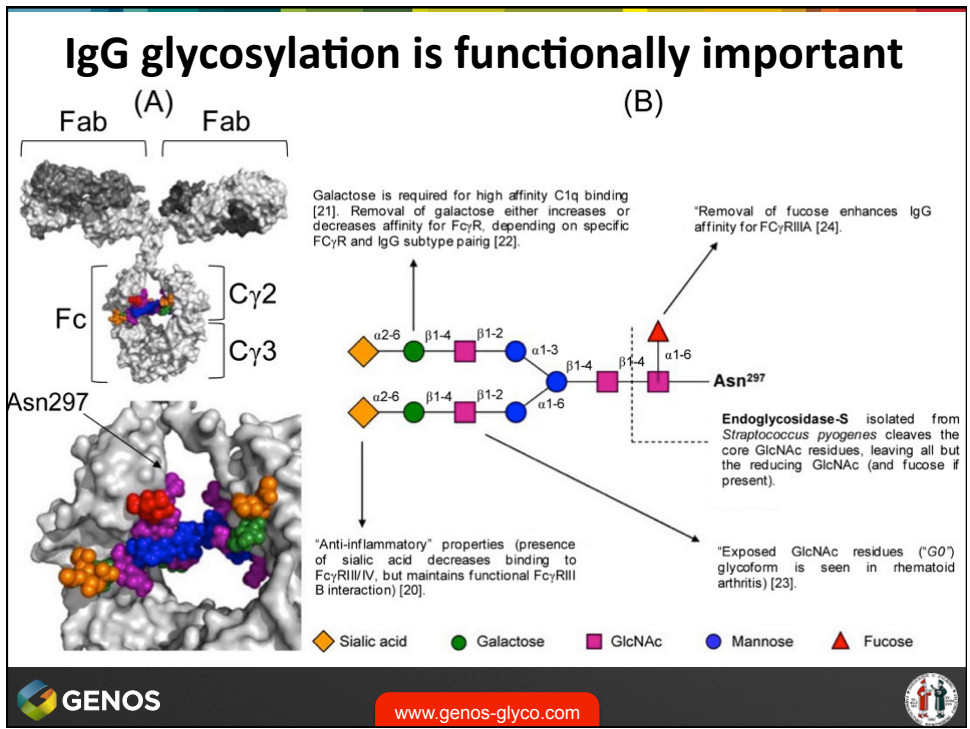 IgG glycosylation is functionally important
(A)
(B)
Fab
Fab
Fc
Cγ2
Cγ3
Asn297
Galactose is required for high affinity C1q binding
[21]. Removal of galactose either increases or
decreases affinity for FcγR, depending on specific
FCγR and IgG subtype pairig [22].
"Removal of fucose enhances IgG
affinity for FCγRIIIA [24].
α2-6
β1-4
β1-2
α1-3
β1-4
β1-4
α1-6
Asn²⁹⁷
α2-6
β1-4
β1-2
α1-6
Endoglycosidase-S isolated from
Straptococcus pyogenes cleaves the
core GlcNAc residues, leaving all but
the reducing GlcNAc (and fucose if
present).
"Anti-inflammatory" properties (presence
of sialic acid decreases binding to
FcγRIII/IV, but maintains functional FcγRIII
B interaction) [20].
"Exposed GlcNAc residues ("G0")
glycoform is seen in rhematoid
arthritis) [23].
Sialic acid
Galactose
GlcNAc
Mannose
Fucose
GENOS
www.genos-glyco.com